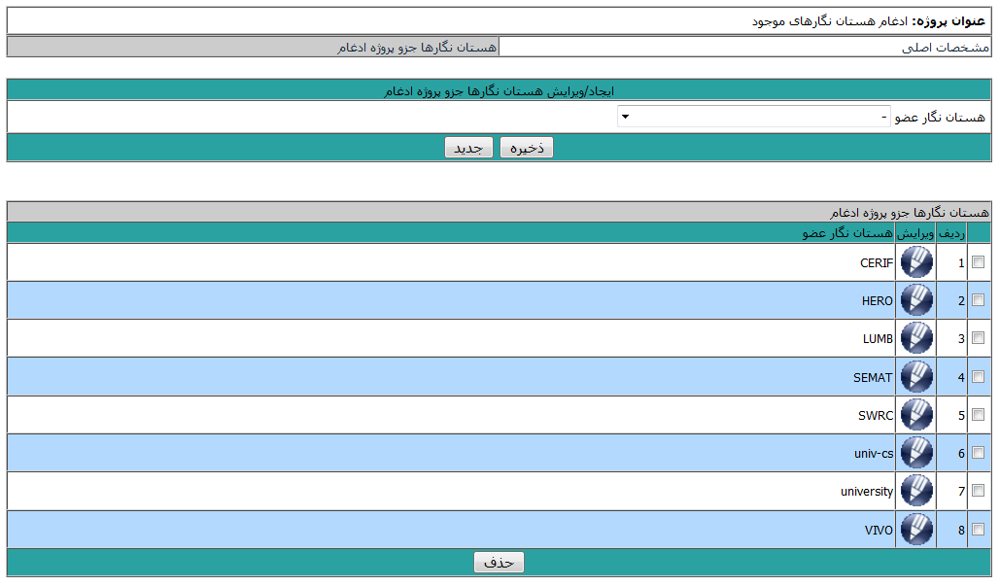 عنوان پروژه: ادغام هستان نگارهای موجود
مشخصات اصلی
هستان نگارها جزو پروژه ادغام
ایجاد/ویرایش هستان نگارها جزو پروژه ادغام
هستان نگار عضو -
ذخیره جدید
هستان نگارها جزو پروژه ادغام
ردیف ویرایش هستان نگار عضو
1 CERIF
2 HERO
3 LUMB
4 SEMAT
5 SWRC
6 univ-cs
7 university
8 VIVO
حذف